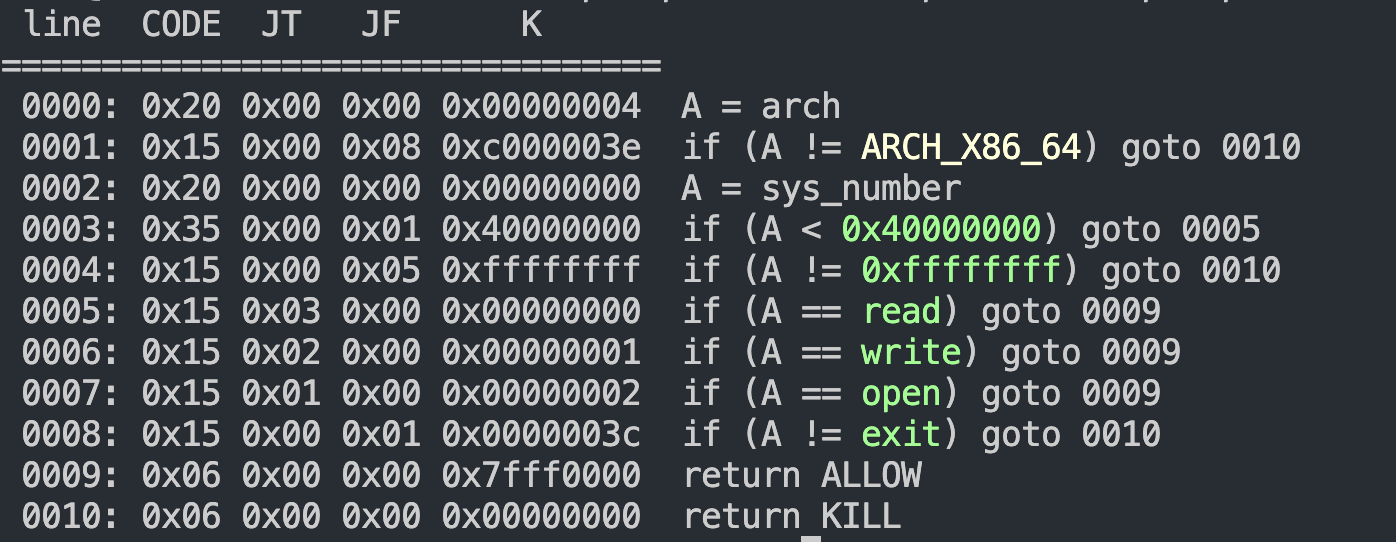 line CODE JT JF K
=================================
0000: 0x20 0x00 0x00 0x00000004 A = arch
0001: 0x15 0x00 0x08 0xc000003e if (A != ARCH_X86_64) goto 0010
0002: 0x20 0x00 0x00 0x00000000 A = sys_number
0003: 0x35 0x00 0x01 0x40000000 if (A < 0x40000000) goto 0005
0004: 0x15 0x00 0x05 0xffffffff if (A != 0xffffffff) goto 0010
0005: 0x15 0x03 0x00 0x00000000 if (A == read) goto 0009
0006: 0x15 0x02 0x00 0x00000001 if (A == write) goto 0009
0007: 0x15 0x01 0x00 0x00000002 if (A == open) goto 0009
0008: 0x15 0x00 0x01 0x0000003c if (A != exit) goto 0010
0009: 0x06 0x00 0x00 0x7fff0000 return ALLOW
0010: 0x06 0x00 0x00 0x00000000 return KILL